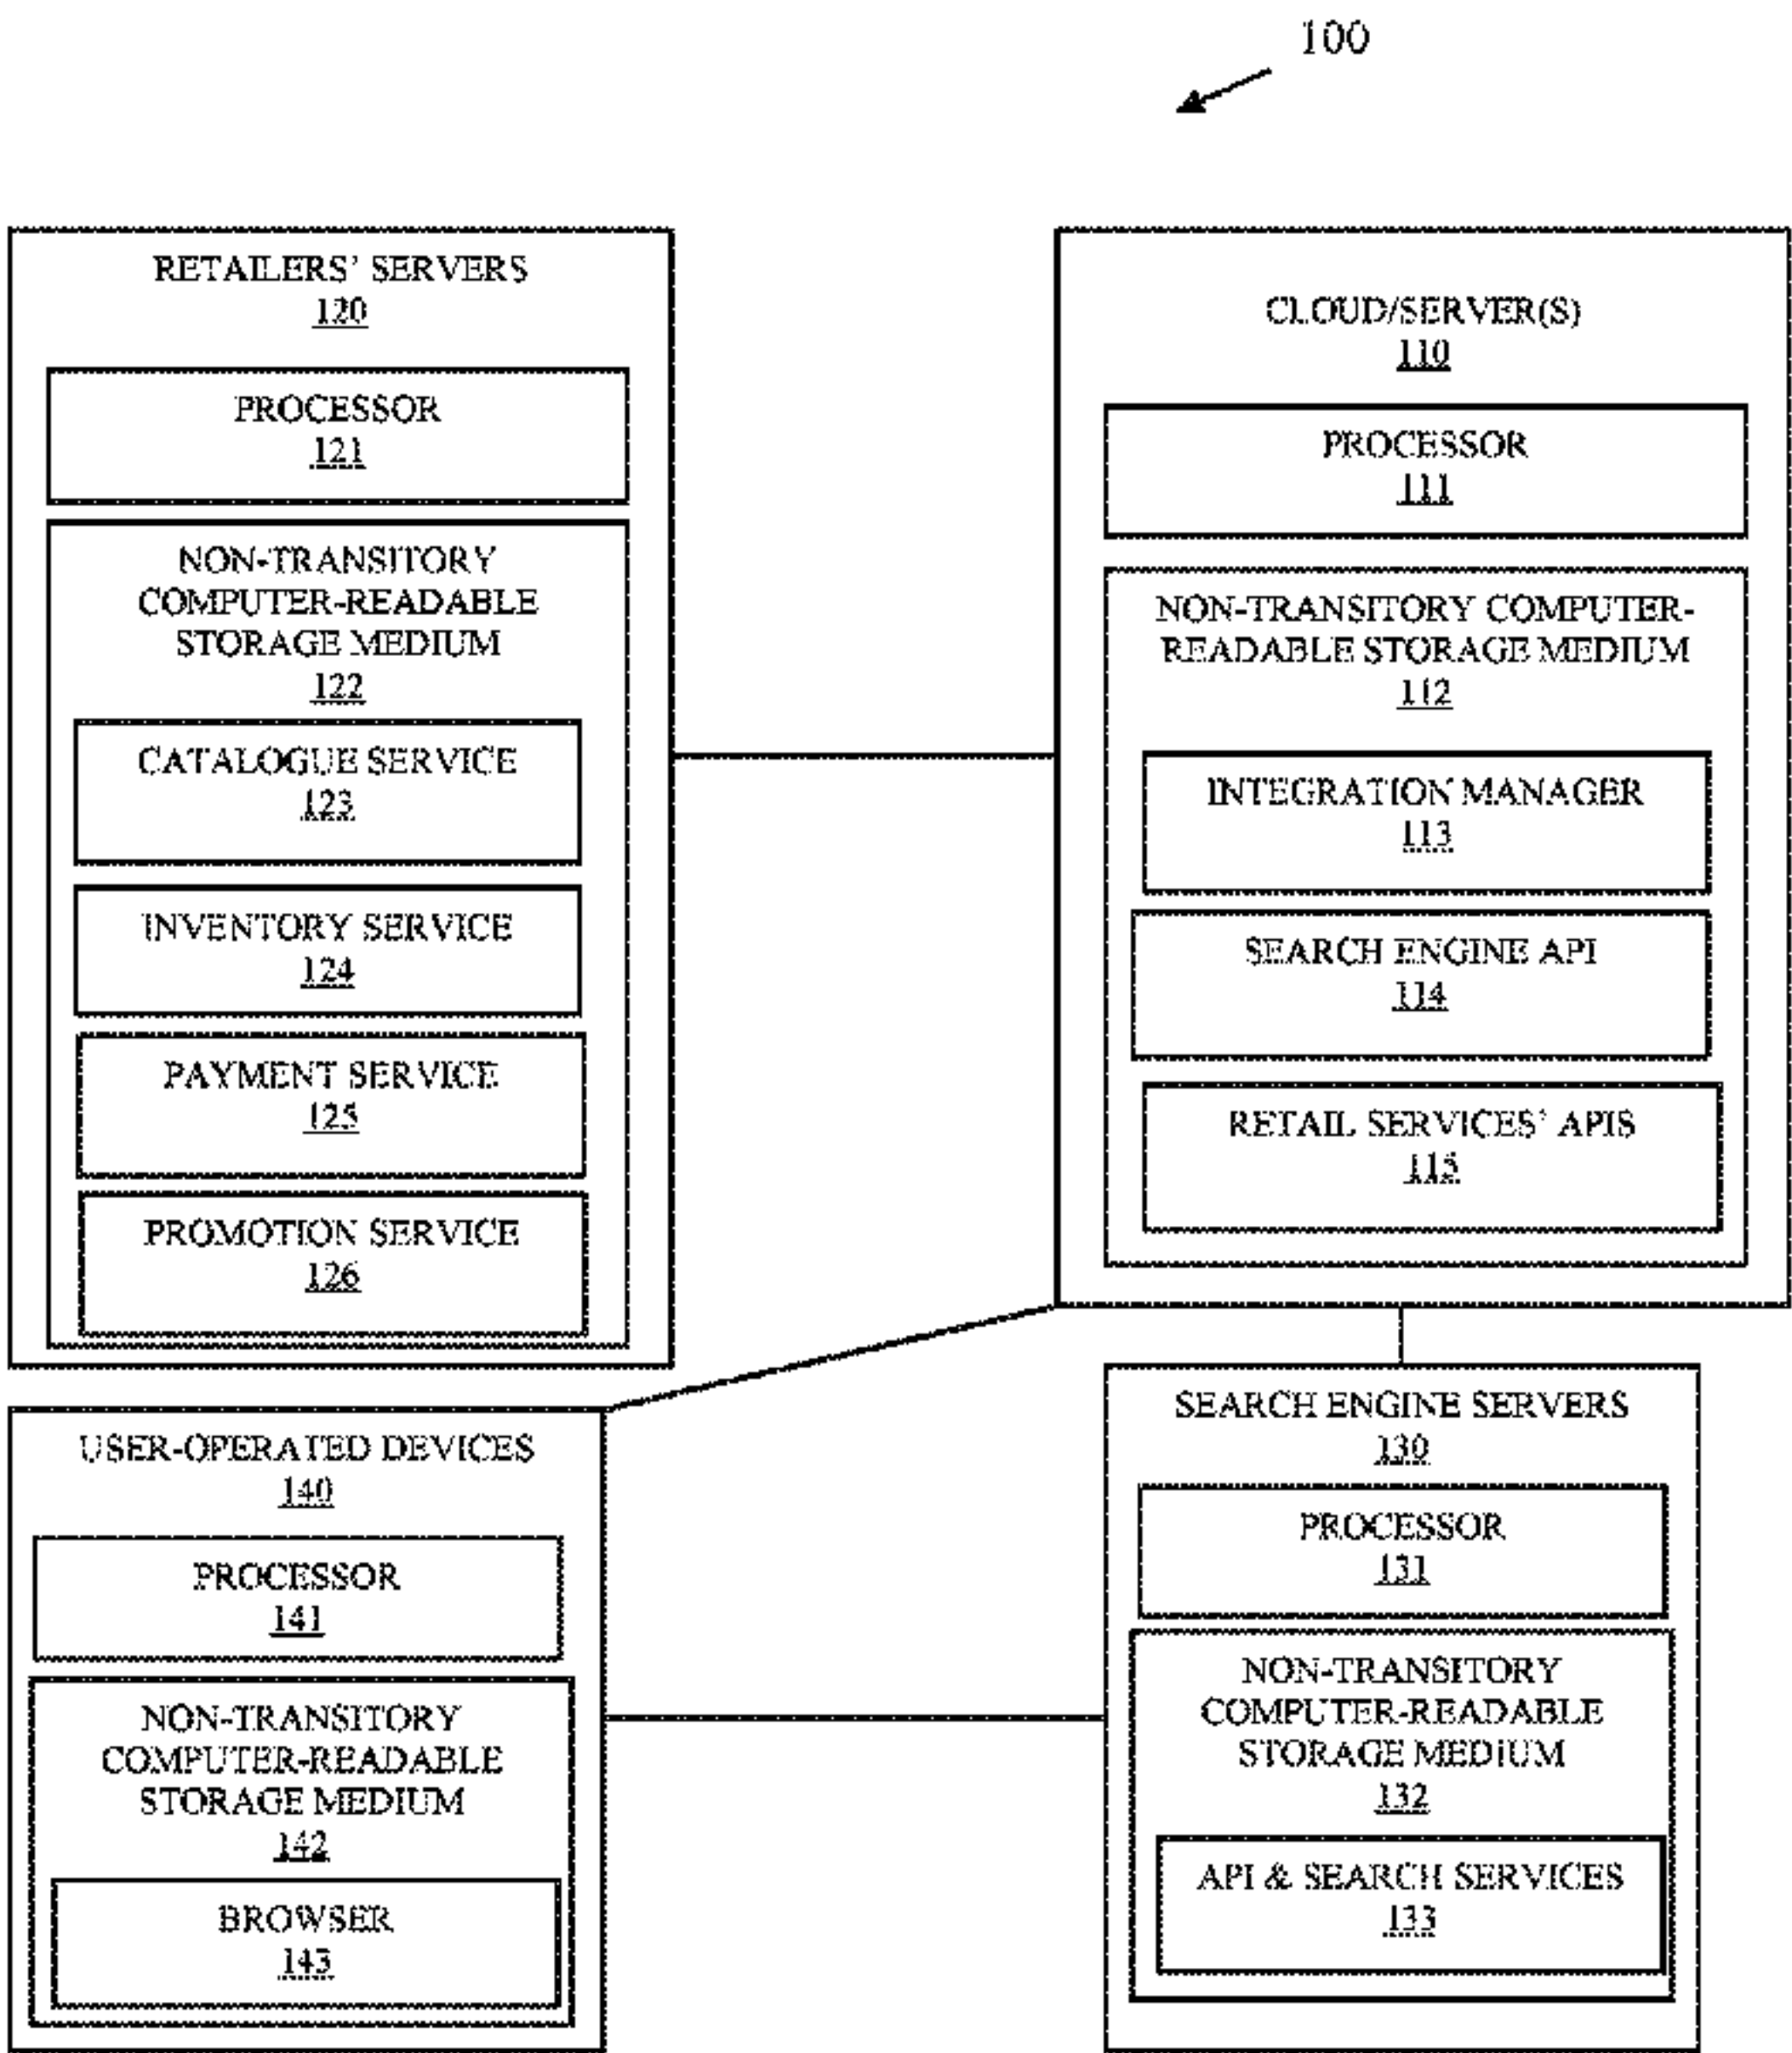 100
RETAILERS' SERVERS
120
PROCESSOR
121
NON-TRANSITORY
COMPUTER-READABLE
STORAGE MEDIUM
122
CATALOGUE SERVICE
123
INVENTORY SERVICE
124
PAYMENT SERVICE
125
PROMOTION SERVICE
126
CLOUD/SERVER(S)
110
PROCESSOR
111
NON-TRANSITORY COMPUTER-
READABLE STORAGE MEDIUM
112
INTEGRATION MANAGER
113
SEARCH ENGINE API
114
RETAIL SERVICES' APIS
115
USER-OPERATED DEVICES
140
PROCESSOR
141
NON-TRANSITORY
COMPUTER-READABLE
STORAGE MEDIUM
142
BROWSER
143
SEARCH ENGINE SERVERS
130
PROCESSOR
131
NON-TRANSITORY
COMPUTER-READABLE
STORAGE MEDIUM
132
API & SEARCH SERVICES
133